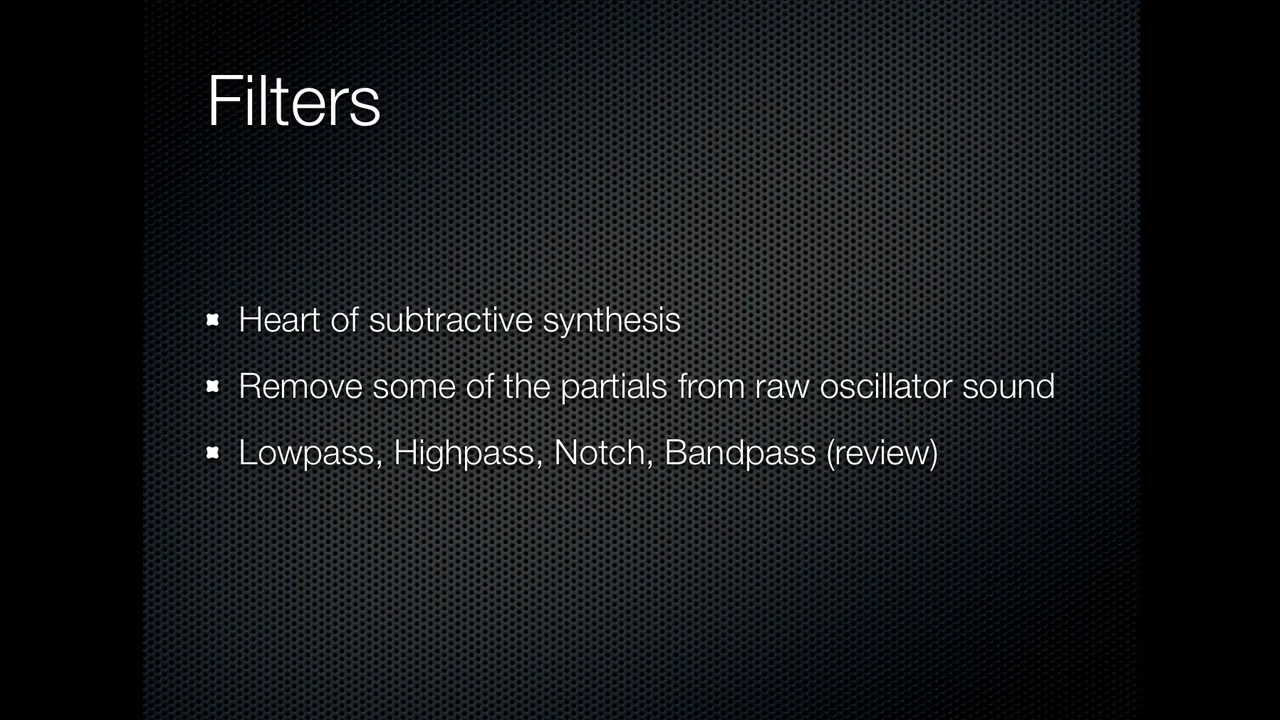 Filters
Heart of subtractive synthesis
Remove some of the partials from raw oscillator sound
Lowpass, Highpass, Notch, Bandpass (review)